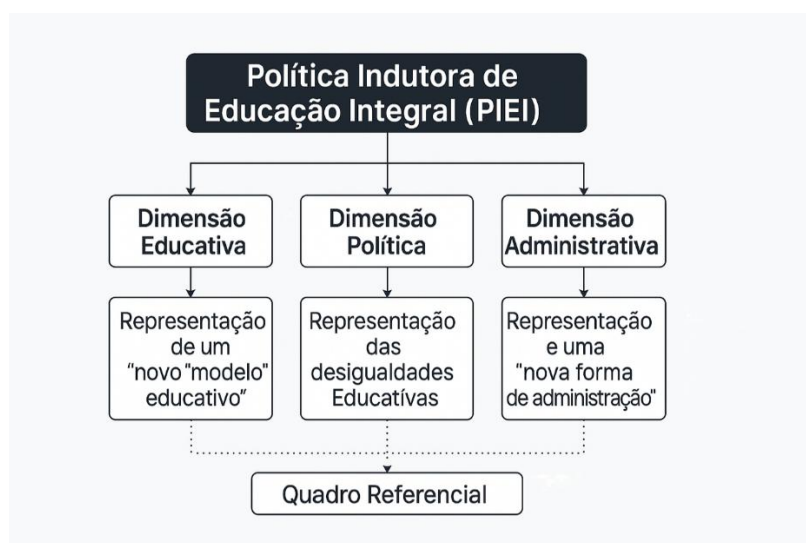 Política Indutora de
Educação Integral (PIEI)
Dimensão
Educativa
Dimensão
Política
Dimensão
Administrativa
Representação
de um
"novo "modelo"
educativo"
Representação
das
desigualdades
Educatívas
Representação
e uma
"nova forma
de administração"
Quadro Referencial